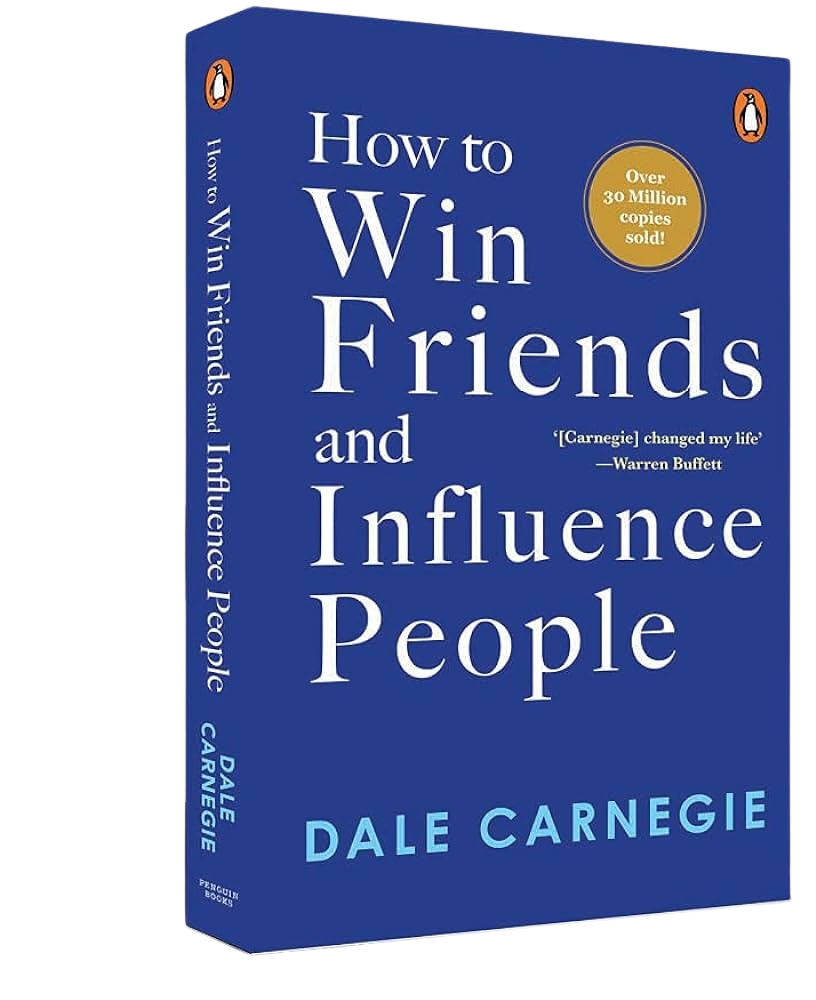 How to Win Friends and Influence People
DALE
CARNEGIE
PENGUIN
BOOKS
How to
Win
Friends
and
Influence
People
Over
30 Million
copies
sold!
‘[Carnegie] changed my life’
—Warren Buffett
DALE CARNEGIE